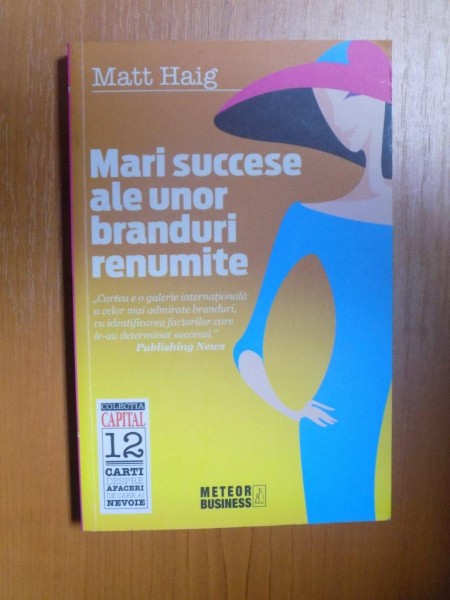 Matt Haig
Mari succese
ale unor
branduri
renumite
„Cartea e o galerie internațională
a celor mai admirate branduri,
cu identificarea factorilor care
le-au determinat succesul.”
Publishing News
COLECȚIA
CAPITAL
12
CARTI
DESPRE
AFACERI
DE CARE AI
NEVOIE
METEOR
BUSINESS